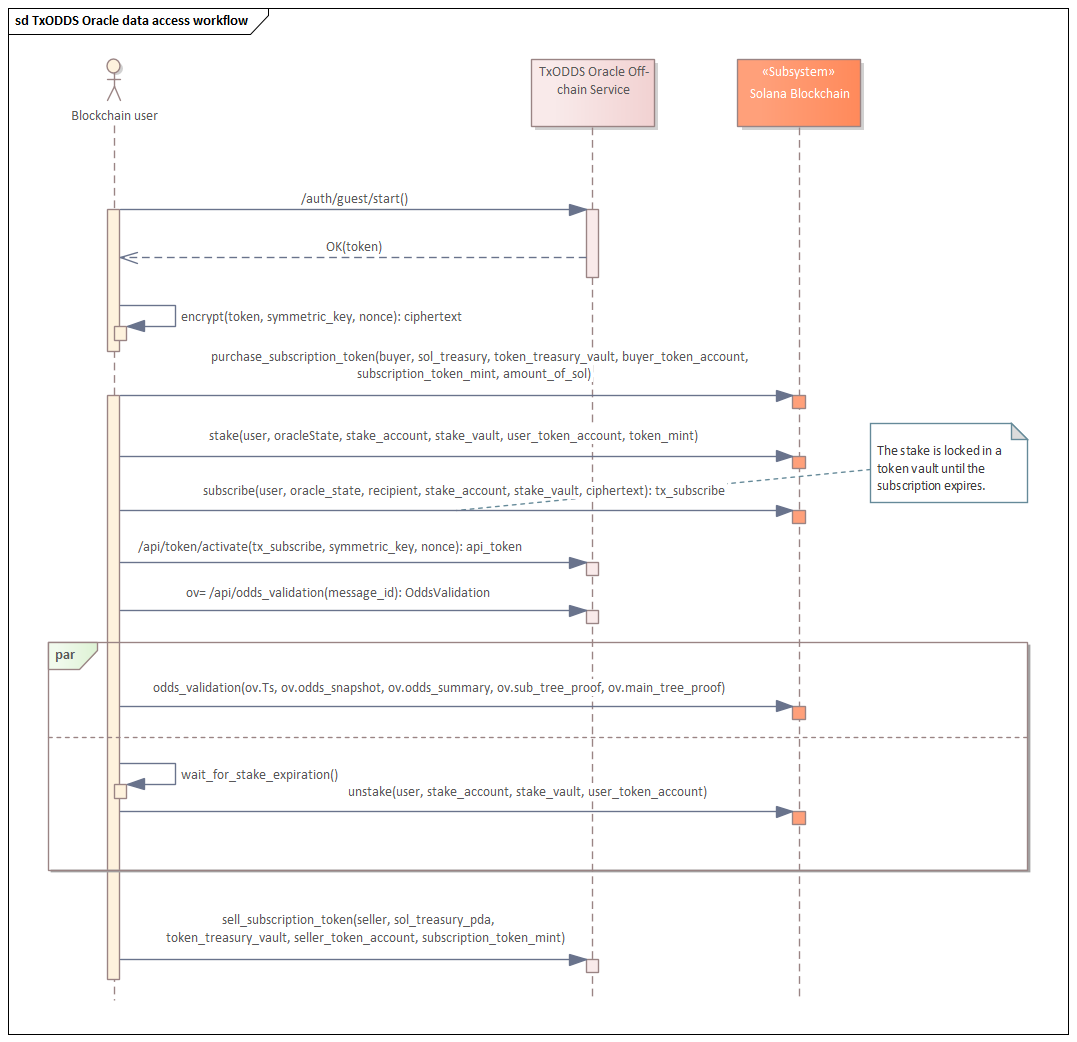 sd TxODDS Oracle data access workflow
Blockchain user
TxODDS Oracle Off-
chain Service
«Subsystem»
Solana Blockchain
/auth/guest/start()
OK(token)
encrypt(token, symmetric_key, nonce): ciphertext
purchase_subscription_token(buyer, sol_treasury, token_treasury_vault, buyer_token_account,
subscription_token_mint, amount_of_sol)
stake(user, oracleState, stake_account, stake_vault, user_token_account, token_mint)
The stake is locked in a
token vault until the
subscription expires.
subscribe(user, oracle_state, recipient, stake_account, stake_vault, ciphertext): tx_subscribe
/api/token/activate(tx_subscribe, symmetric_key, nonce): api_token
ov= /api/odds_validation(message_id): OddsValidation
par
odds_validation(ov.Ts, ov.odds_snapshot, ov.odds_summary, ov.sub_tree_proof, ov.main_tree_proof)
wait_for_stake_expiration()
unstake(user, stake_account, stake_vault, user_token_account)
sell_subscription_token(seller, sol_treasury_pda,
token_treasury_vault, seller_token_account, subscription_token_mint)